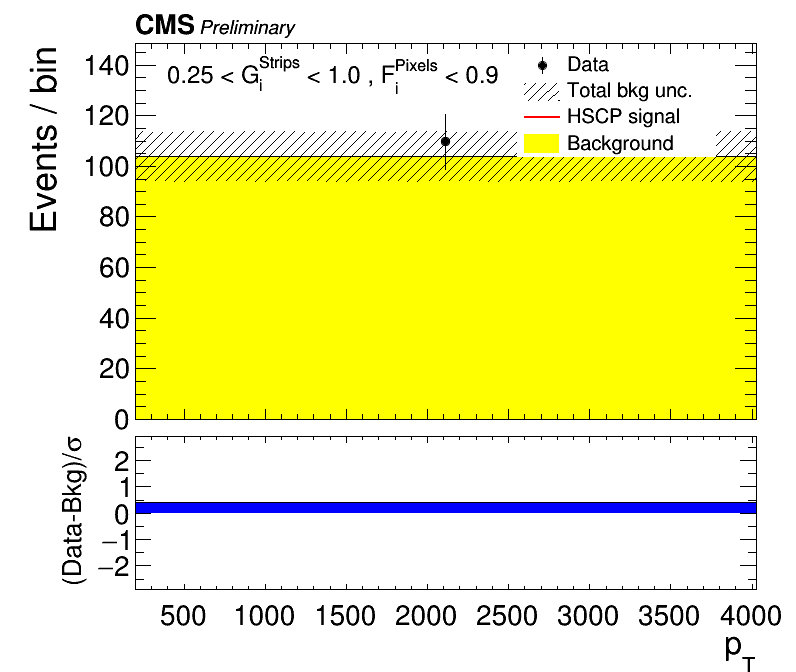 CMS Preliminary
Events / bin
140
120
100
80
60
40
20
0
0.25 < G_i^Strips < 1.0 , F_i^Pixels < 0.9
Data
Total bkg unc.
HSCP signal
Background
(Data-Bkg)/σ
2
1
0
−1
−2
500 1000 1500 2000 2500 3000 3500 4000
p_T